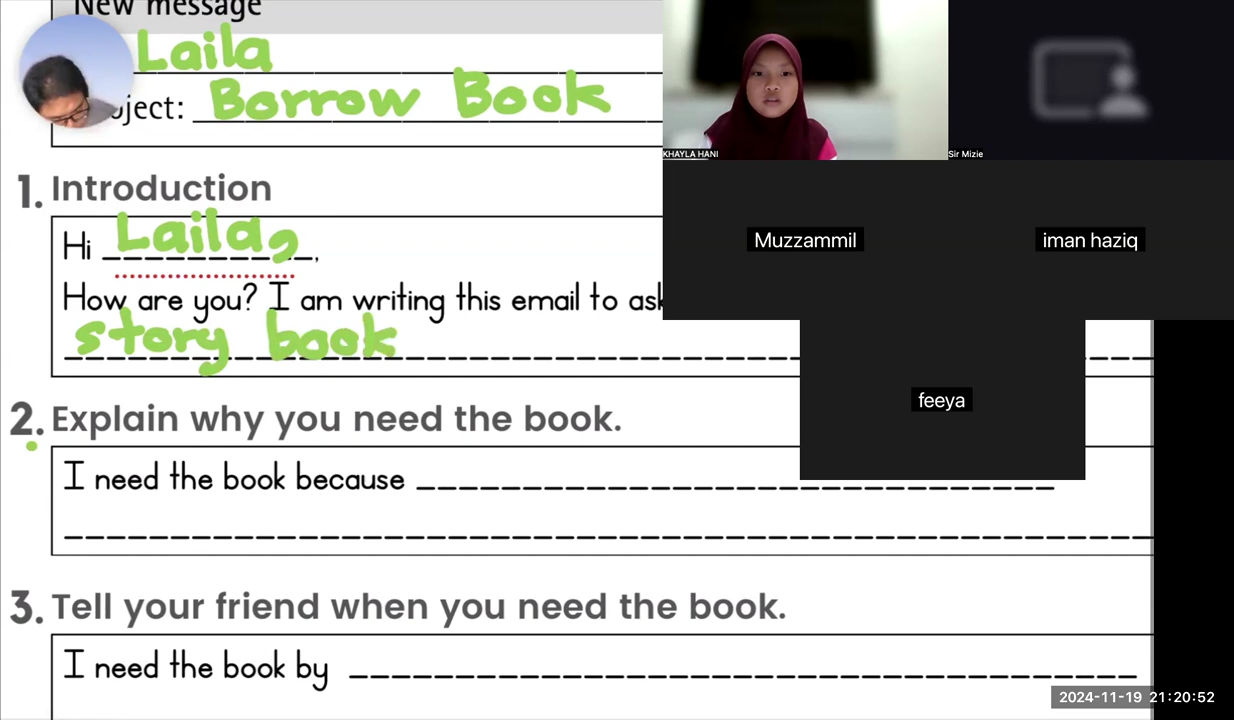 New message
Laila
ject: Borrow Book
KHAYLA HANI
Sir Mizie
1. Introduction
Muzzammil
iman haziq
Hi Laila,,
How are you? I am writing this email to ask
story book
feeya
2. Explain why you need the book.
I need the book because
3. Tell your friend when you need the book.
I need the book by
2024-11-19 21:20:52